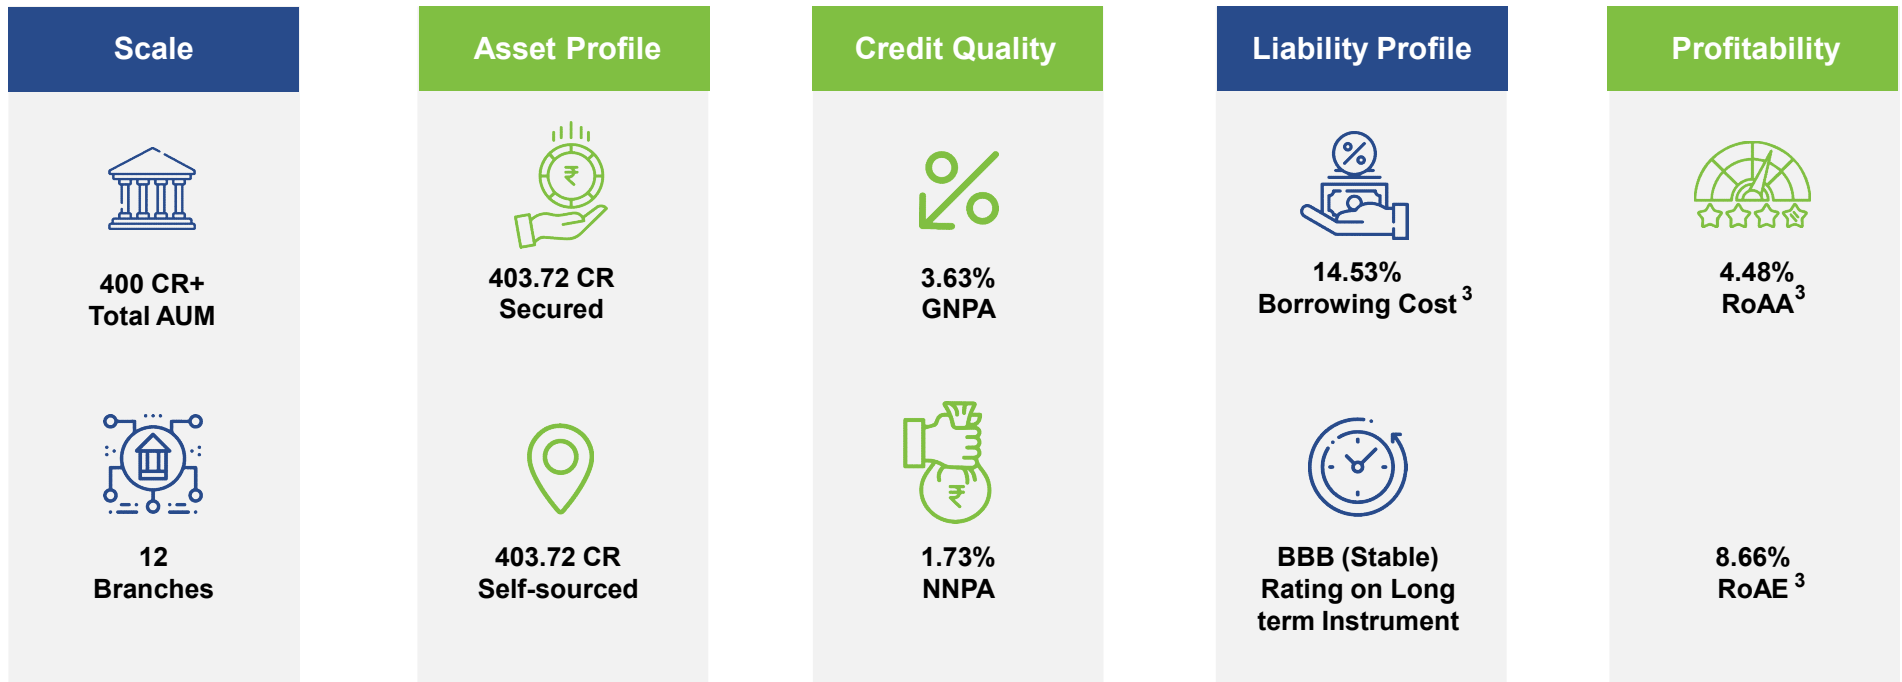 Scale
400 CR+
Total AUM
12
Branches
Asset Profile
403.72 CR
Secured
403.72 CR
Self-sourced
Credit Quality
3.63%
GNPA
1.73%
NNPA
Liability Profile
14.53%
Borrowing Cost 3
BBB (Stable)
Rating on Long
term Instrument
Profitability
4.48%
RoAA3
8.66%
RoAE 3